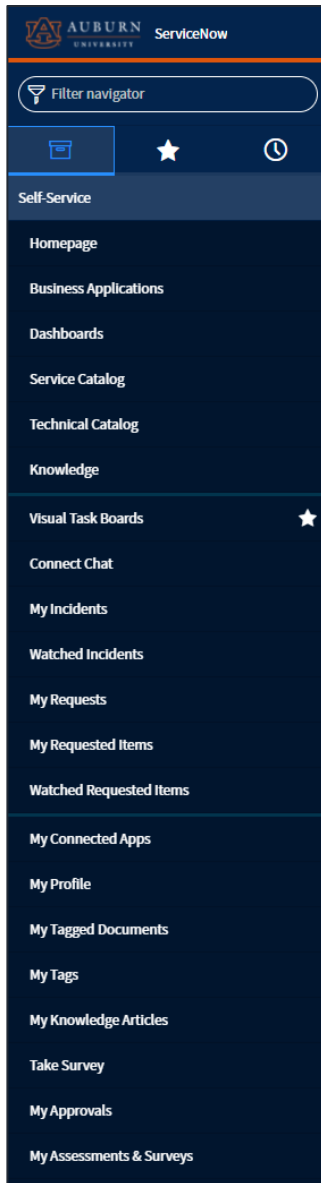 AUBURN
UNIVERSITY
ServiceNow
Filter navigator
Self-Service
Homepage
Business Applications
Dashboards
Service Catalog
Technical Catalog
Knowledge
Visual Task Boards
Connect Chat
My Incidents
Watched Incidents
My Requests
My Requested Items
Watched Requested Items
My Connected Apps
My Profile
My Tagged Documents
My Tags
My Knowledge Articles
Take Survey
My Approvals
My Assessments & Surveys